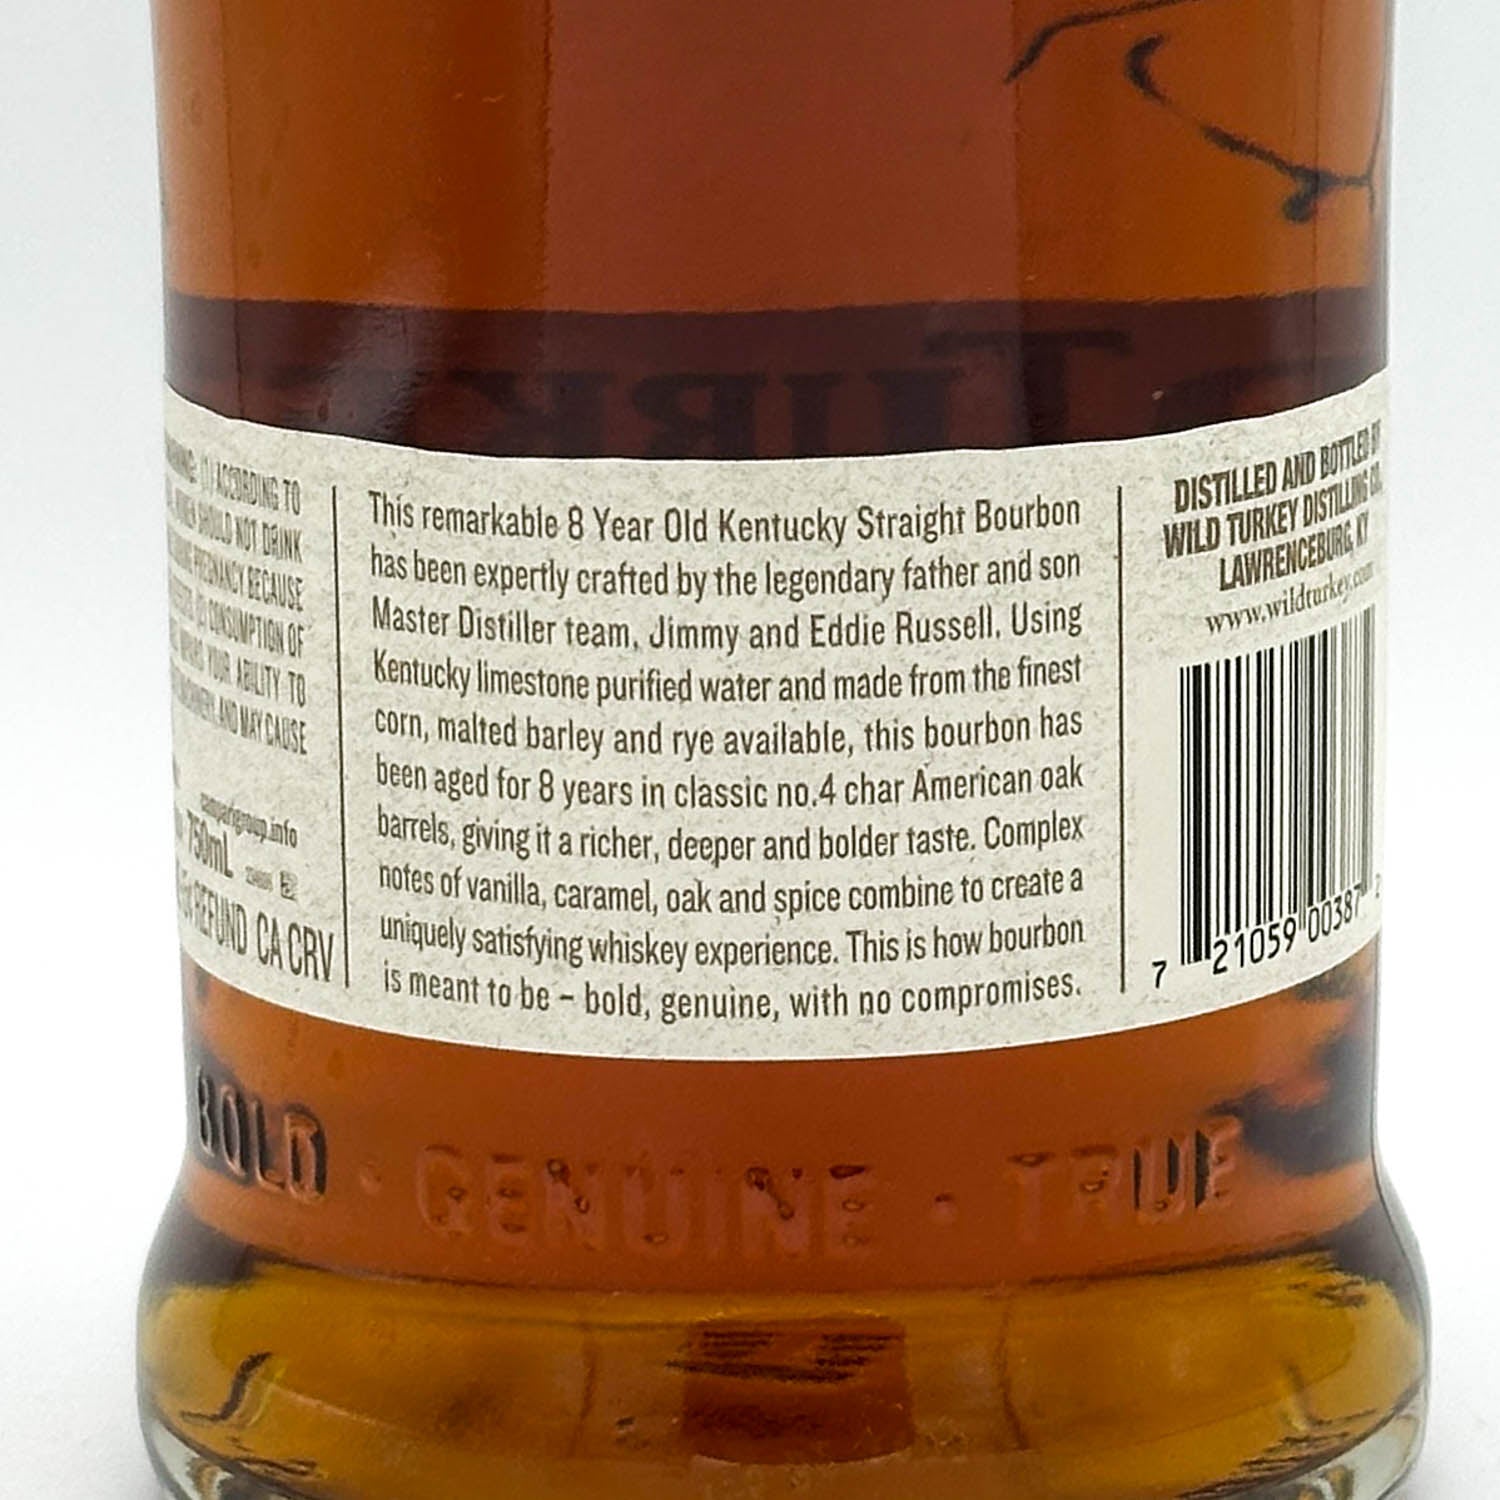 ACCORDING TO
SHOULD NOT DRINK
PREGNANCY BECAUSE
CONSUMPTION OF
YOUR ABILITY TO
AND MAY CAUSE
camparigroup.info
750mL
REFUND CA CRV
This remarkable 8 Year Old Kentucky Straight Bourbon
has been expertly crafted by the legendary father and son
Master Distiller team, Jimmy and Eddie Russell. Using
Kentucky limestone purified water and made from the finest
corn, malted barley and rye available, this bourbon has
been aged for 8 years in classic no.4 char American oak
barrels, giving it a richer, deeper and bolder taste. Complex
notes of vanilla, caramel, oak and spice combine to create a
uniquely satisfying whiskey experience. This is how bourbon
is meant to be – bold, genuine, with no compromises.
DISTILLED AND BOTTLED BY
WILD TURKEY DISTILLING CO.
LAWRENCEBURG, KY
www.wildturkey.com
7 21059 00387 2
BOLD · GENUINE · TRUE